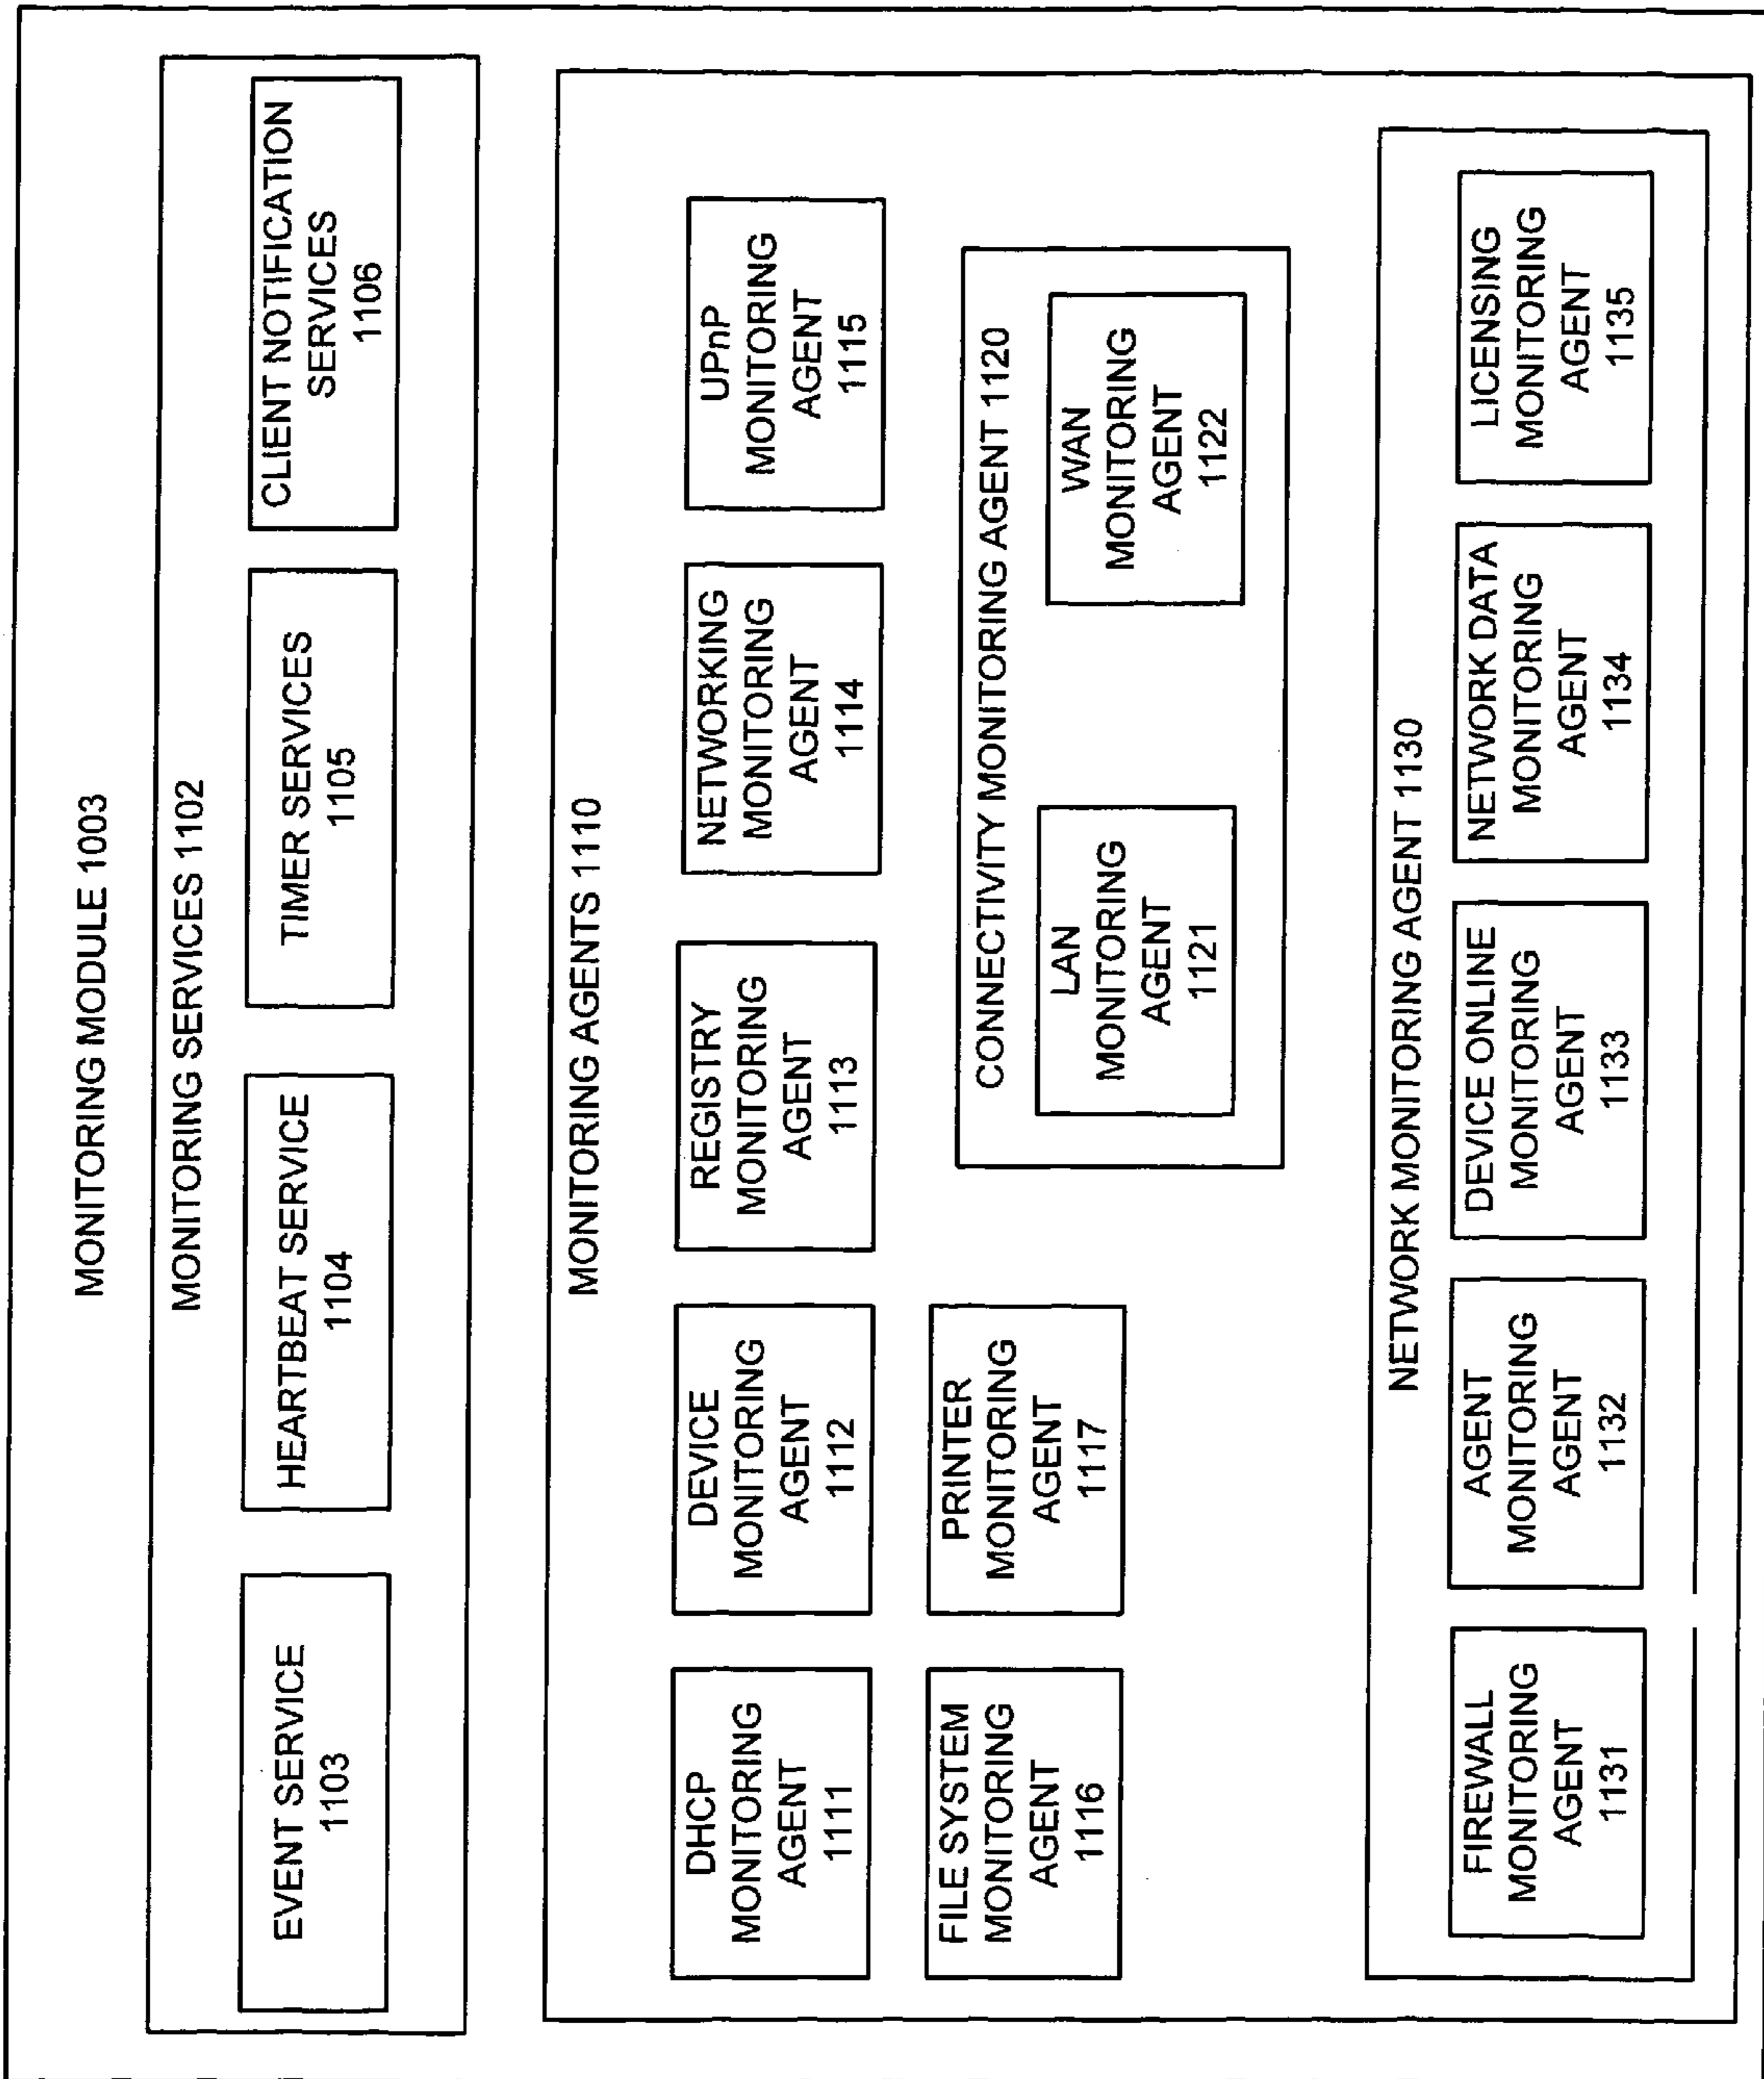 MONITORING MODULE 1003
MONITORING SERVICES 1102
EVENT SERVICE
1103
HEARTBEAT SERVICE
1104
TIMER SERVICES
1105
CLIENT NOTIFICATION
SERVICES
1106
MONITORING AGENTS 1110
DHCP
MONITORING
AGENT
1111
DEVICE
MONITORING
AGENT
1112
REGISTRY
MONITORING
AGENT
1113
NETWORKING
MONITORING
AGENT
1114
UPnP
MONITORING
AGENT
1115
FILE SYSTEM
MONITORING
AGENT
1116
PRINTER
MONITORING
AGENT
1117
CONNECTIVITY MONITORING AGENT 1120
LAN
MONITORING
AGENT
1121
WAN
MONITORING
AGENT
1122
NETWORK MONITORING AGENT 1130
FIREWALL
MONITORING
AGENT
1131
AGENT
MONITORING
AGENT
1132
DEVICE ONLINE
MONITORING
AGENT
1133
NETWORK DATA
MONITORING
AGENT
1134
LICENSING
MONITORING
AGENT
1135